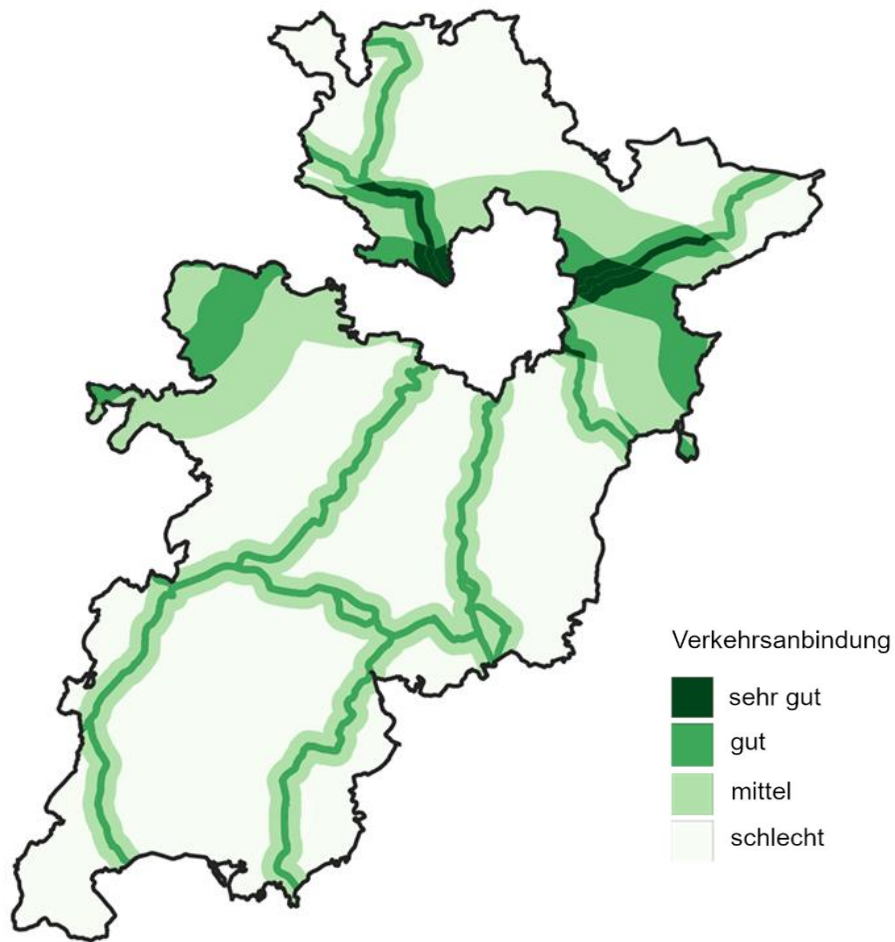 Verkehrsanbindung
sehr gut
gut
mittel
schlecht